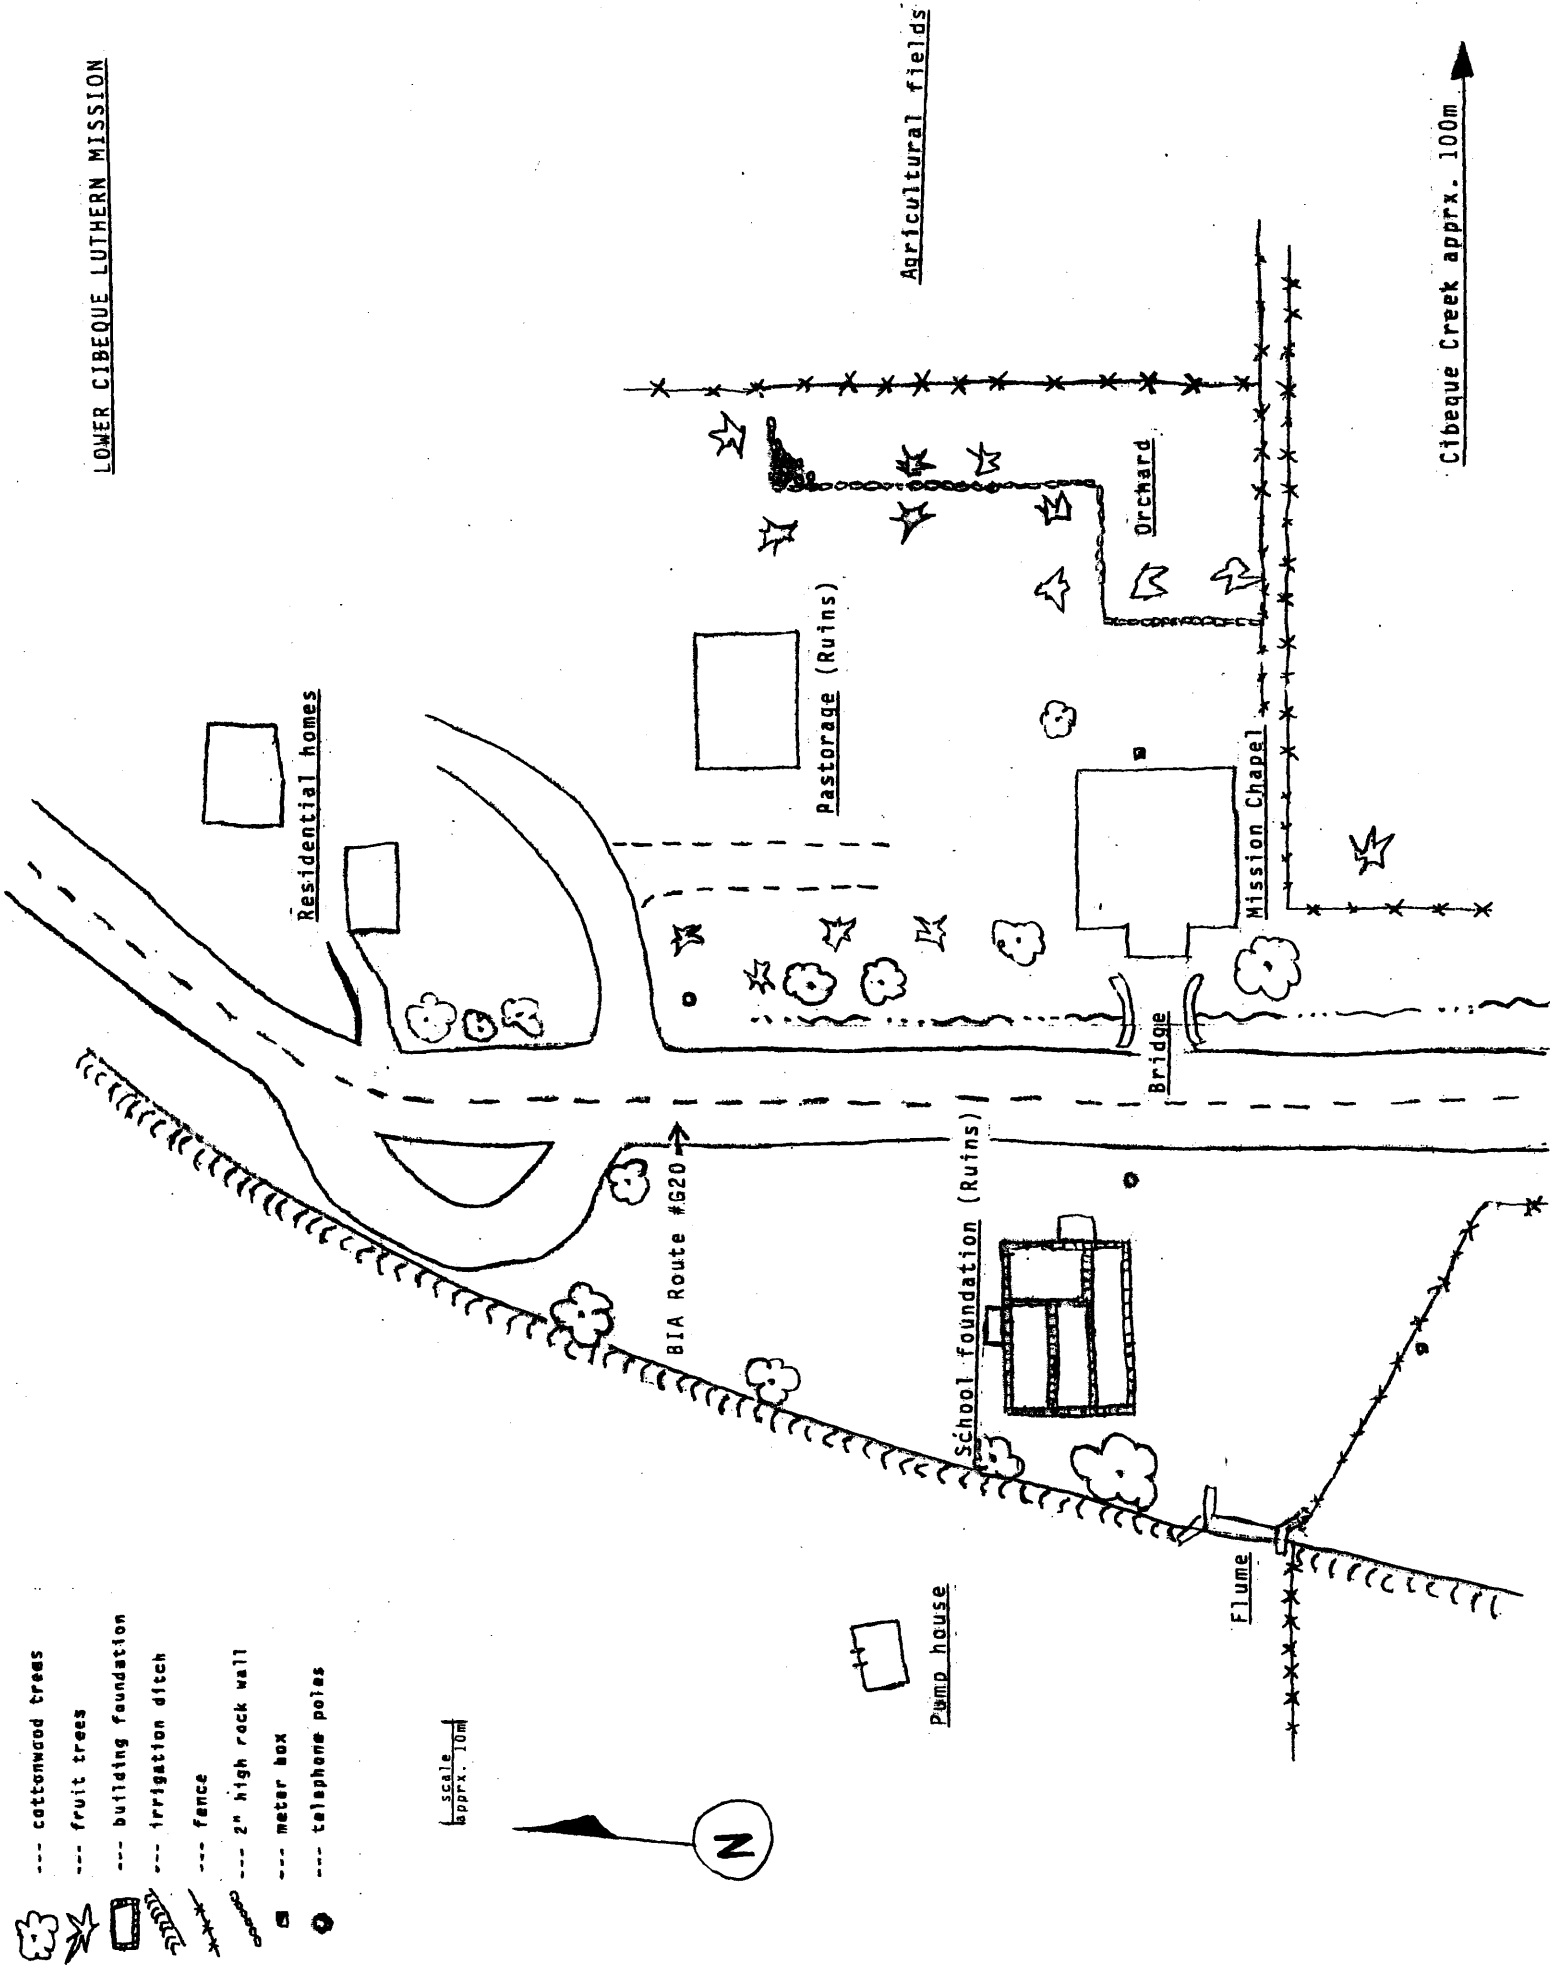 LOWER CIBEQUE LUTHERN MISSION
--- cottonwood trees
--- fruit trees
--- building foundation
--- irrigation ditch
--- fence
--- 2" high rock wall
--- meter box
--- telephone poles
scale
apprx. 10m
N
Residential homes
BIA Route #G20
Pastorage (Ruins)
Agricultural fields
Pump house
School foundation (Ruins)
Orchard
Bridge
Flume
Mission Chapel
Cibeque Creek apprx. 100m